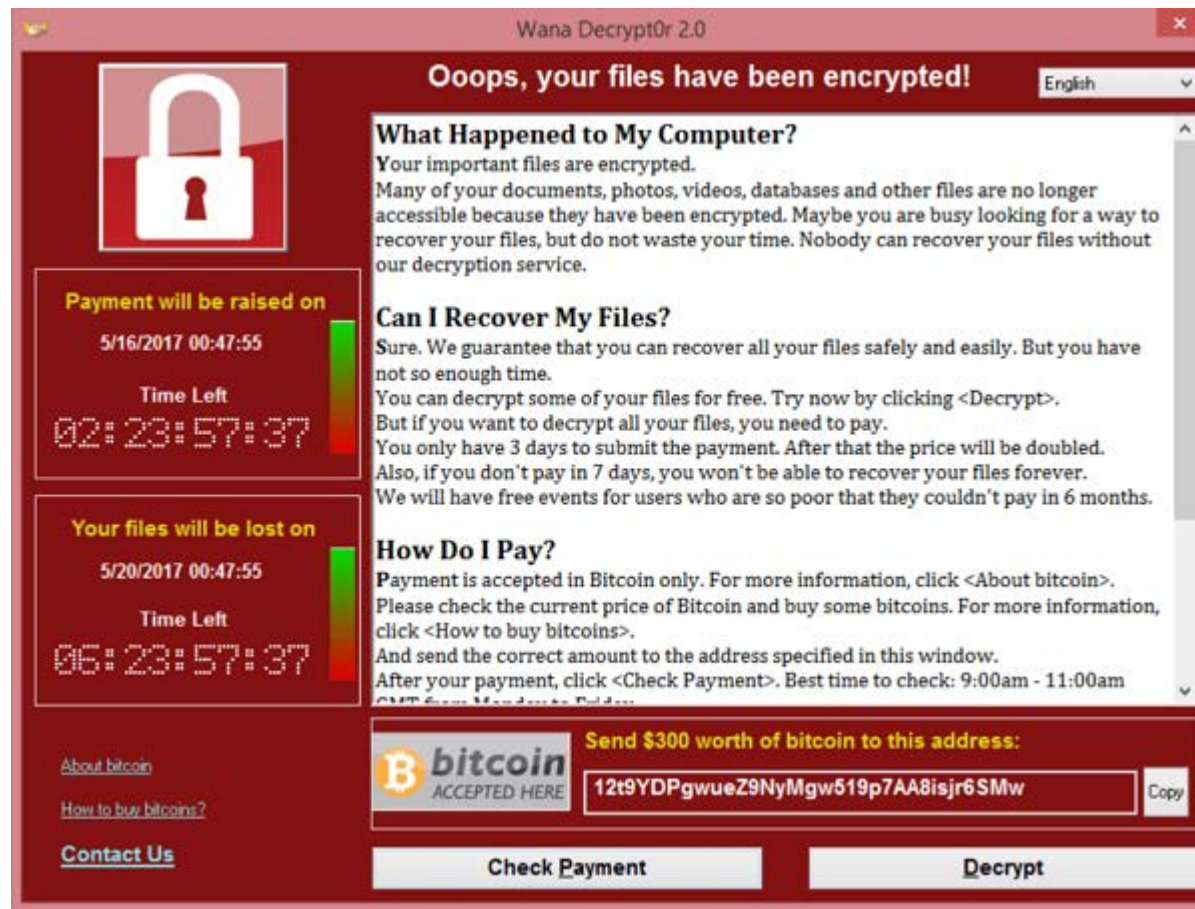 Wana Decrypt0r 2.0
Ooops, your files have been encrypted!
English
Payment will be raised on
5/16/2017 00:47:55
Time Left
02:23:57:37
Your files will be lost on
5/20/2017 00:47:55
Time Left
06:23:57:37
About bitcoin
How to buy bitcoins?
Contact Us
What Happened to My Computer?
Your important files are encrypted.
Many of your documents, photos, videos, databases and other files are no longer
accessible because they have been encrypted. Maybe you are busy looking for a way to
recover your files, but do not waste your time. Nobody can recover your files without
our decryption service.
Can I Recover My Files?
Sure. We guarantee that you can recover all your files safely and easily. But you have
not so enough time.
You can decrypt some of your files for free. Try now by clicking <Decrypt>.
But if you want to decrypt all your files, you need to pay.
You only have 3 days to submit the payment. After that the price will be doubled.
Also, if you don't pay in 7 days, you won't be able to recover your files forever.
We will have free events for users who are so poor that they couldn't pay in 6 months.
How Do I Pay?
Payment is accepted in Bitcoin only. For more information, click <About bitcoin>.
Please check the current price of Bitcoin and buy some bitcoins. For more information,
click <How to buy bitcoins>.
And send the correct amount to the address specified in this window.
After your payment, click <Check Payment>. Best time to check: 9:00am - 11:00am
GMT from Monday to Friday
bitcoin
ACCEPTED HERE
Send $300 worth of bitcoin to this address:
12t9YDPgwueZ9NyMgw519p7AA8isjr6SMw
Copy
Check Payment
Decrypt